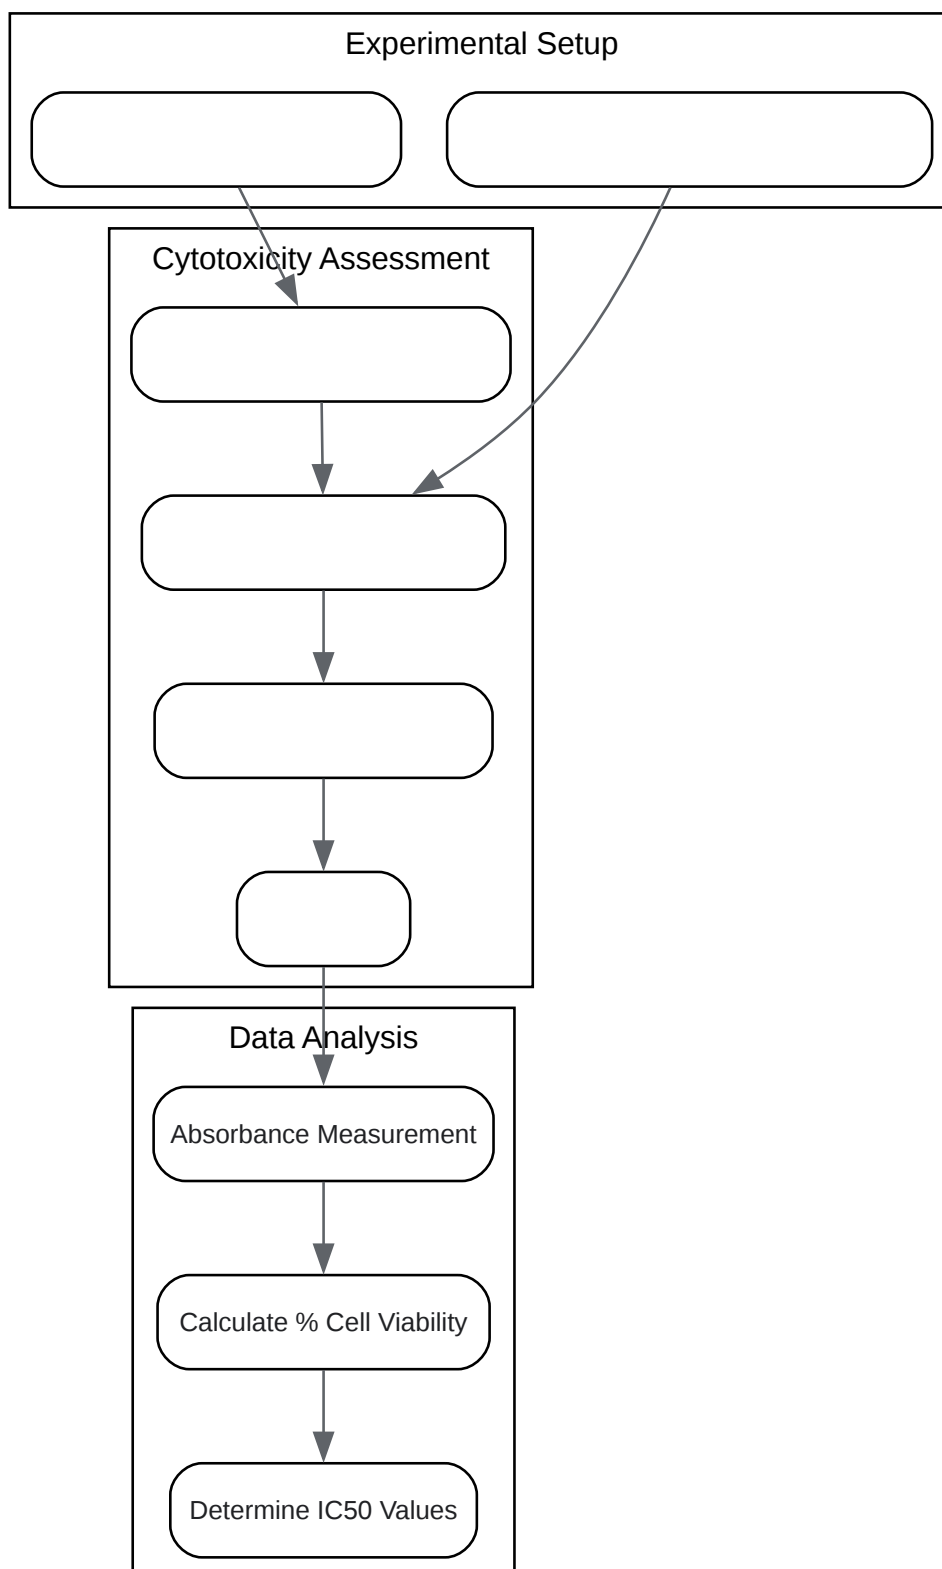 Experimental Setup
Cytotoxicity Assessment
Data Analysis
Absorbance Measurement
Calculate % Cell Viability
Determine IC50 Values